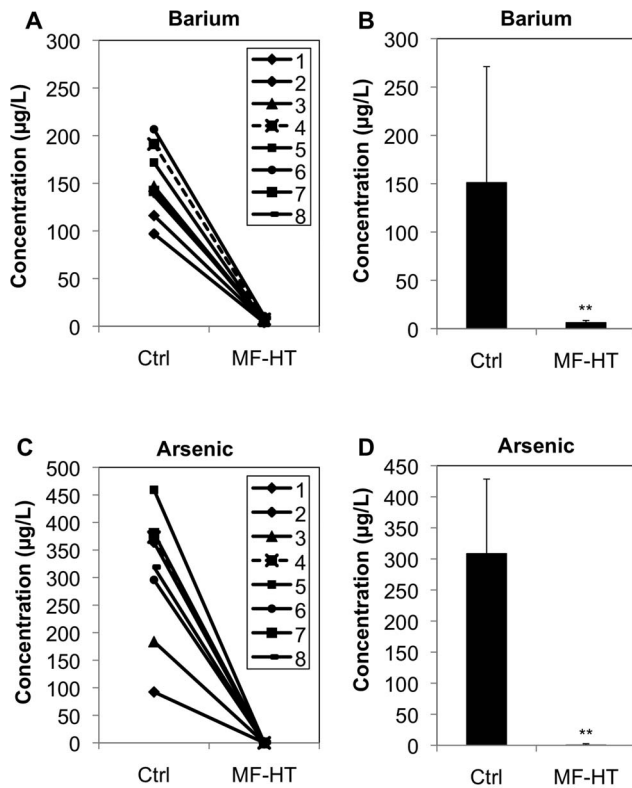 A
Barium
Concentration (µg/L)
300
250
200
150
100
50
0
Ctrl
MF-HT
1
2
3
4
5
6
7
8
B
Barium
Concentration (µg/L)
300
250
200
150
100
50
0
**
Ctrl
MF-HT
C
Arsenic
Concentration (µg/L)
500
450
400
350
300
250
200
150
100
50
0
Ctrl
MF-HT
1
2
3
4
5
6
7
8
D
Arsenic
Concentration (µg/L)
450
400
350
300
250
200
150
100
50
0
**
Ctrl
MF-HT